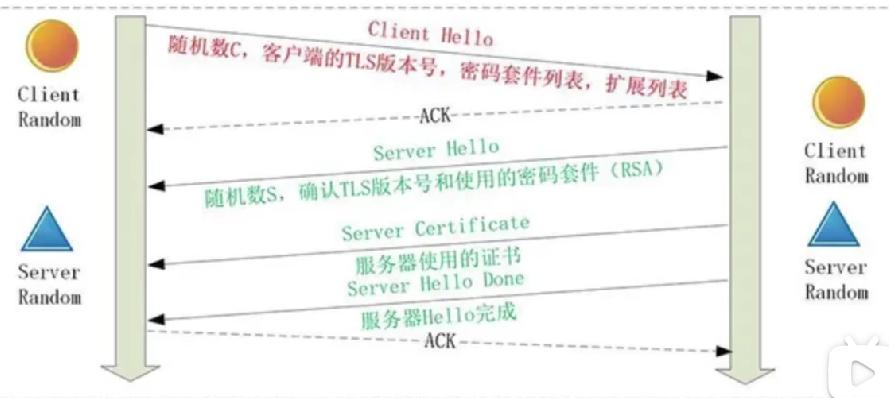 Client Hello
随机数C，客户端的TLS版本号，密码套件列表，扩展列表
Client
Random
ACK
Client
Random
Server Hello
随机数S，确认TLS版本号和使用的密码套件（RSA）
Server Certificate
服务器使用的证书
Server
Random
Server
Random
Server Hello Done
服务器Hello完成
ACK